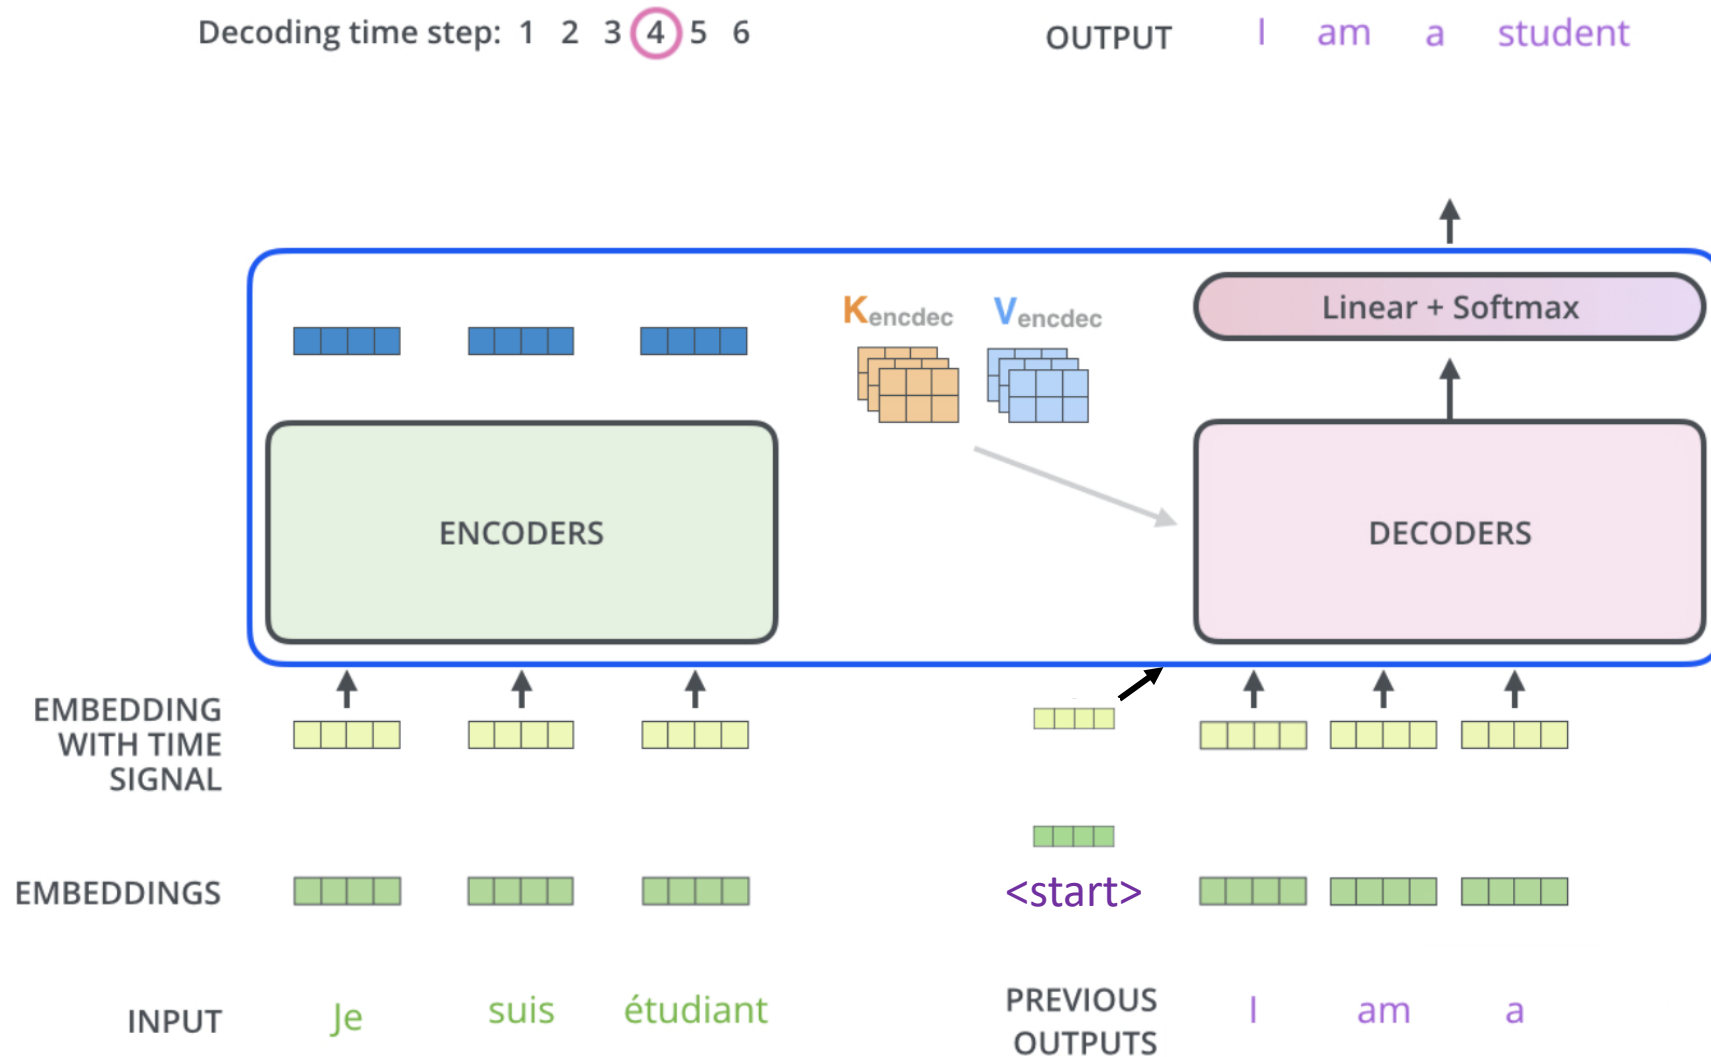 Decoding time step: 1 2 3 4 5 6
OUTPUT I am a student
Kencdec Vencdec
Linear + Softmax
ENCODERS
DECODERS
EMBEDDING
WITH TIME
SIGNAL
EMBEDDINGS
<start>
INPUT Je suis étudiant
PREVIOUS
OUTPUTS
I am a